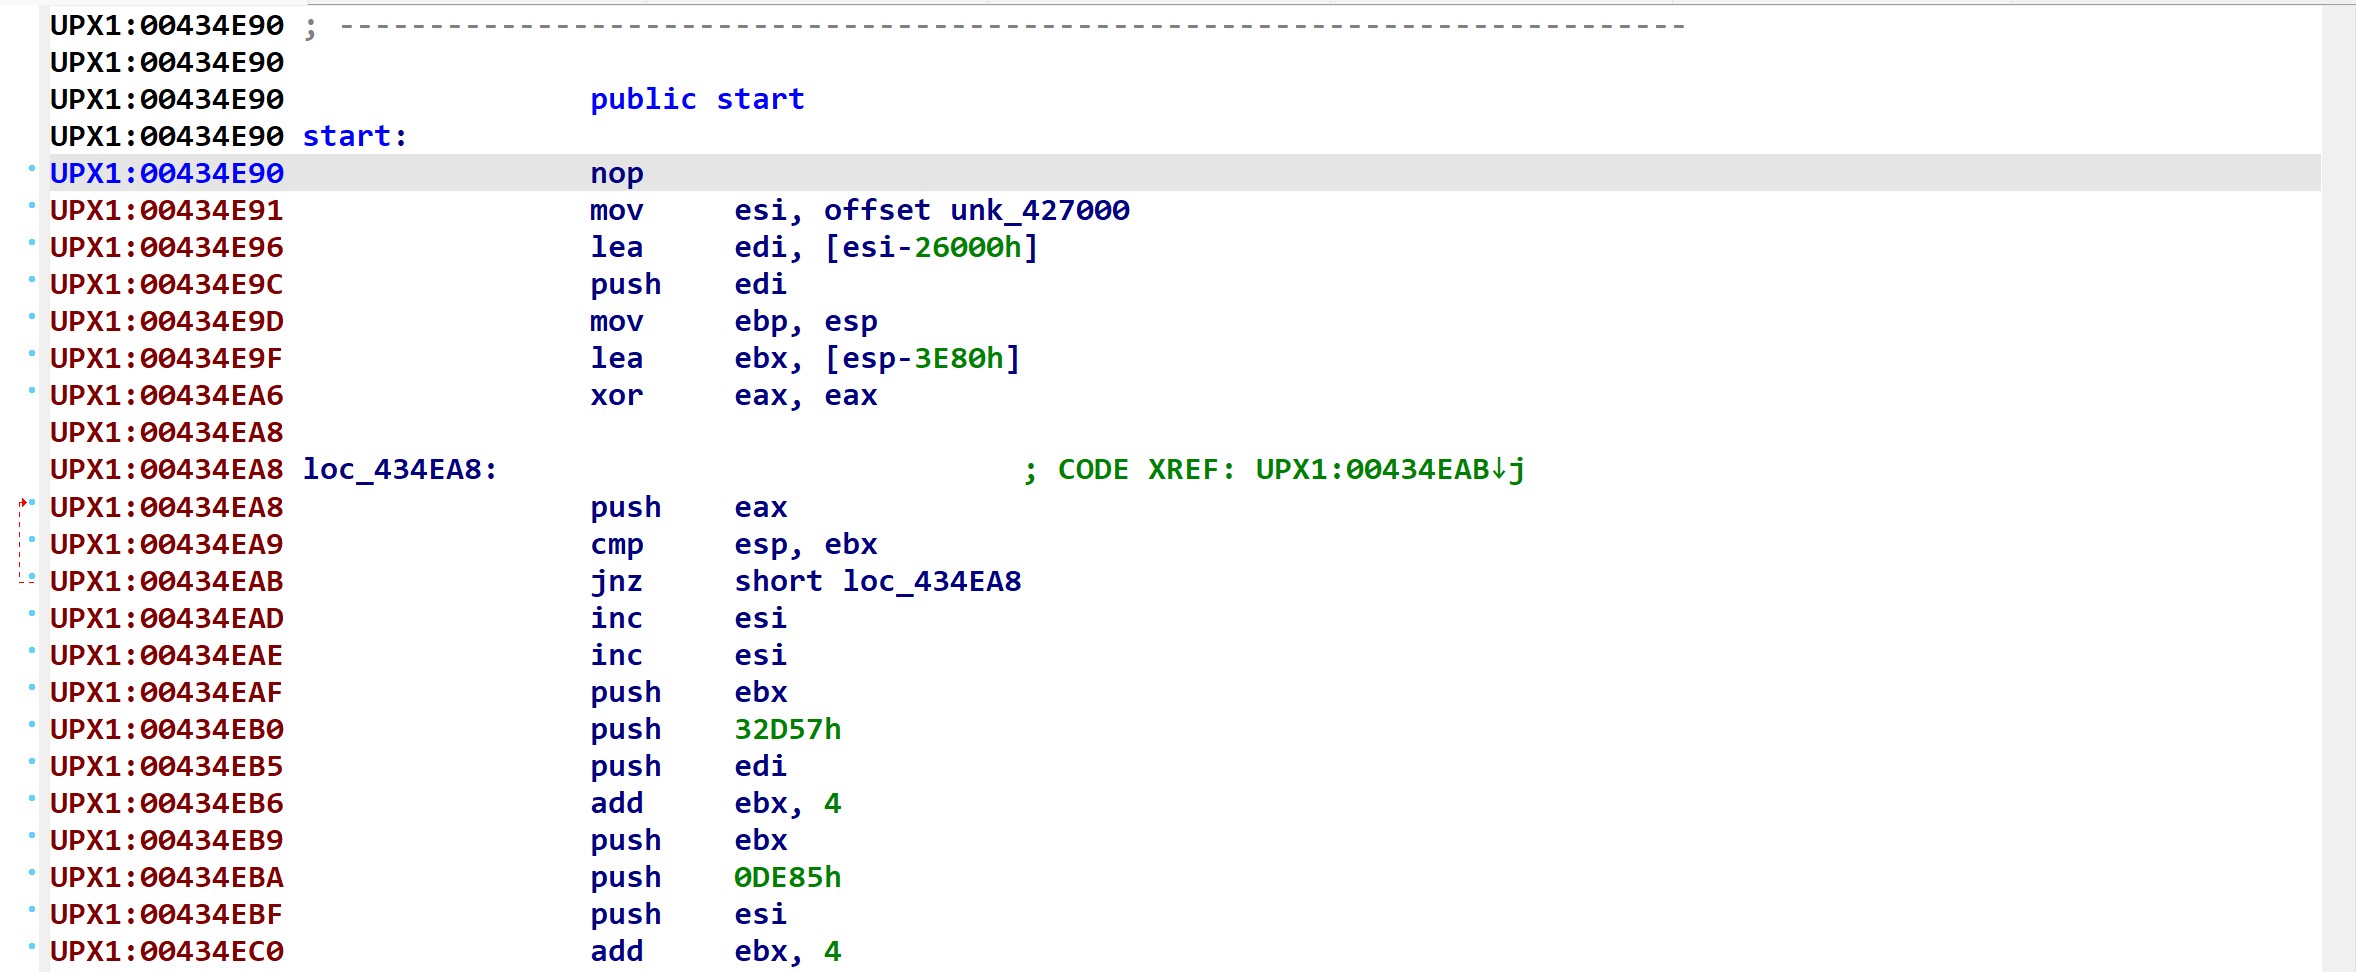 UPX1:00434E90 ; ---------------------------------------------------------------------------
UPX1:00434E90
UPX1:00434E90                 public start
UPX1:00434E90 start:
UPX1:00434E90                 nop
UPX1:00434E91                 mov     esi, offset unk_427000
UPX1:00434E96                 lea     edi, [esi-26000h]
UPX1:00434E9C                 push    edi
UPX1:00434E9D                 mov     ebp, esp
UPX1:00434E9F                 lea     ebx, [esp-3E80h]
UPX1:00434EA6                 xor     eax, eax
UPX1:00434EA8
UPX1:00434EA8 loc_434EA8:                             ; CODE XREF: UPX1:00434EAB↓j
UPX1:00434EA8                 push    eax
UPX1:00434EA9                 cmp     esp, ebx
UPX1:00434EAB                 jnz     short loc_434EA8
UPX1:00434EAD                 inc     esi
UPX1:00434EAE                 inc     esi
UPX1:00434EAF                 push    ebx
UPX1:00434EB0                 push    32D57h
UPX1:00434EB5                 push    edi
UPX1:00434EB6                 add     ebx, 4
UPX1:00434EB9                 push    ebx
UPX1:00434EBA                 push    0DE85h
UPX1:00434EBF                 push    esi
UPX1:00434EC0                 add     ebx, 4